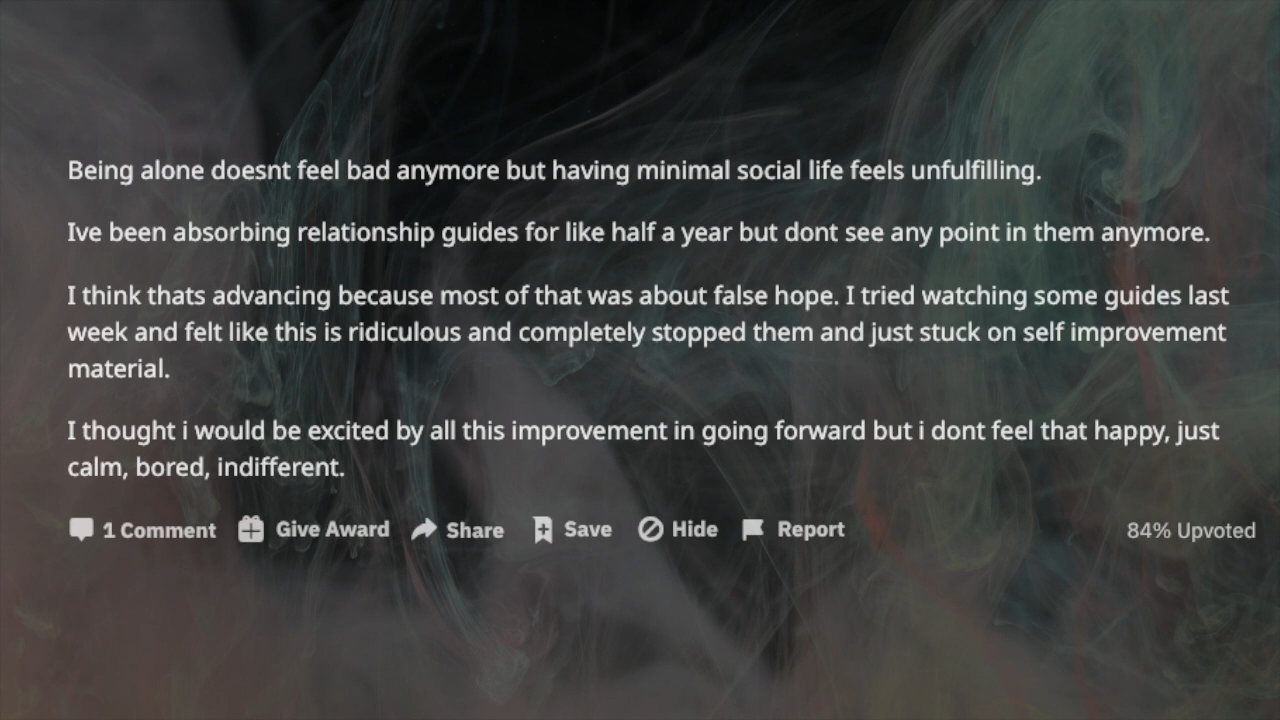 Being alone doesnt feel bad anymore but having minimal social life feels unfulfilling.
Ive been absorbing relationship guides for like half a year but dont see any point in them anymore.
I think thats advancing because most of that was about false hope. I tried watching some guides last
week and felt like this is ridiculous and completely stopped them and just stuck on self improvement
material.
I thought i would be excited by all this improvement in going forward but i dont feel that happy, just
calm, bored, indifferent.
1 Comment Give Award Share Save Hide Report 84% Upvoted